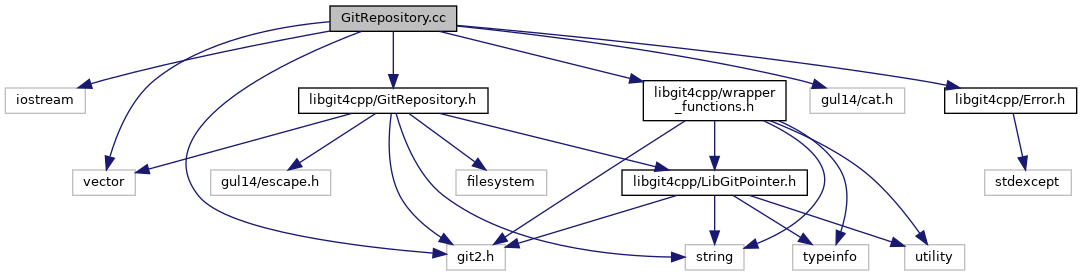 GitRepository.cc
iostream
libgit4cpp/GitRepository.h
libgit4cpp/wrapper
_functions.h
gul14/cat.h
libgit4cpp/Error.h
vector
gul14/escape.h
filesystem
libgit4cpp/LibGitPointer.h
stdexcept
git2.h
string
typeinfo
utility